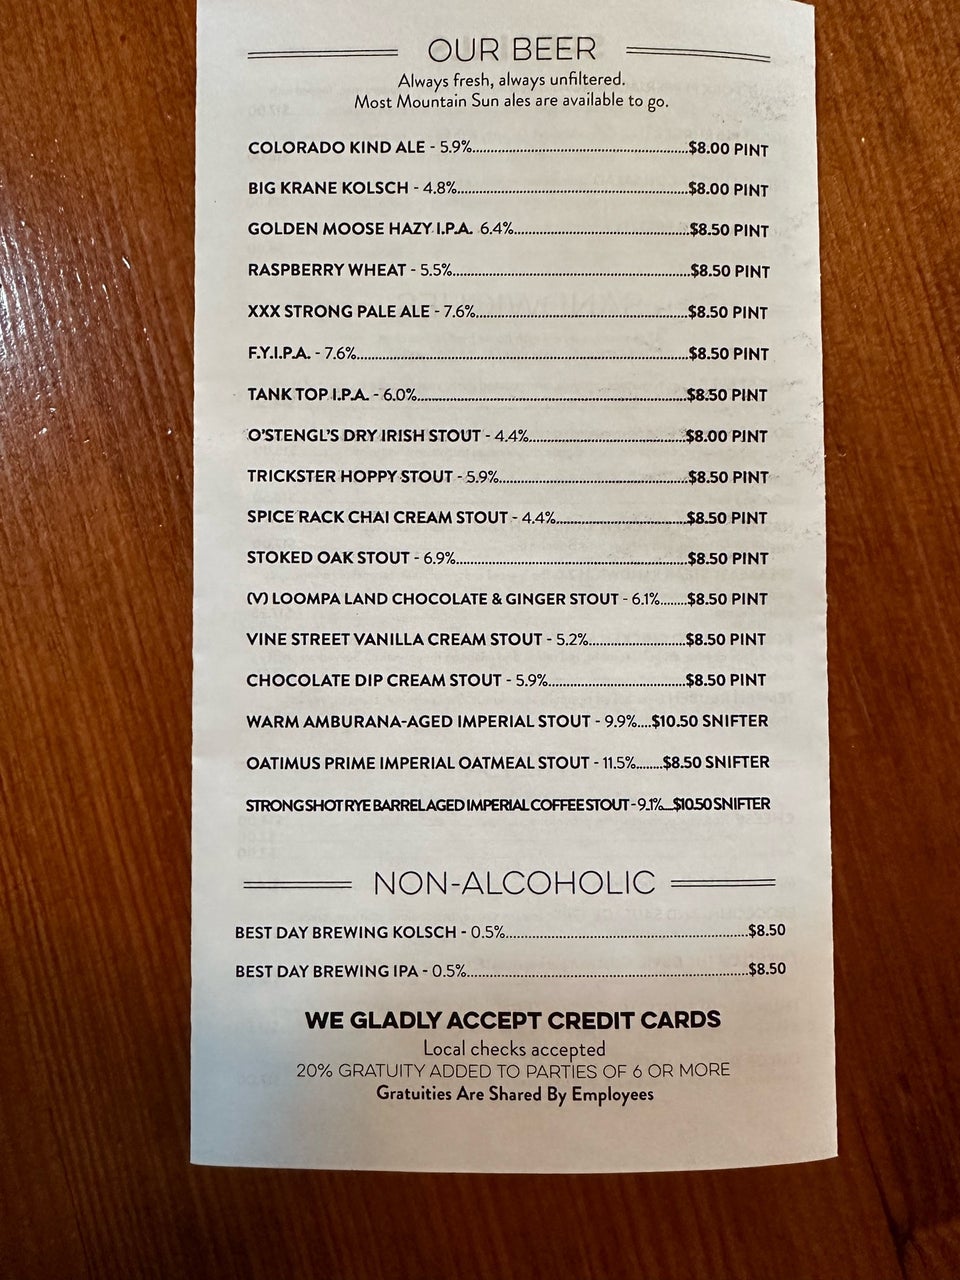 OUR BEER
Always fresh, always unfiltered.
Most Mountain Sun ales are available to go.
COLORADO KIND ALE - 5.9%..........$8.00 PINT
BIG KRANE KOLSCH - 4.8%..........$8.00 PINT
GOLDEN MOOSE HAZY I.P.A. 6.4%..........$8.50 PINT
RASPBERRY WHEAT - 5.5%..........$8.50 PINT
XXX STRONG PALE ALE - 7.6%..........$8.50 PINT
F.Y.I.P.A. - 7.6%..........$8.50 PINT
TANK TOP I.P.A. - 6.0%..........$8.50 PINT
O'STENGL'S DRY IRISH STOUT - 4.4%..........$8.00 PINT
TRICKSTER HOPPY STOUT - 5.9%..........$8.50 PINT
SPICE RACK CHAI CREAM STOUT - 4.4%..........$8.50 PINT
STOKED OAK STOUT - 6.9%..........$8.50 PINT
(V) LOOMPA LAND CHOCOLATE & GINGER STOUT - 6.1%.......$8.50 PINT
VINE STREET VANILLA CREAM STOUT - 5.2%..........$8.50 PINT
CHOCOLATE DIP CREAM STOUT - 5.9%..........$8.50 PINT
WARM AMBURANA-AGED IMPERIAL STOUT - 9.9%....$10.50 SNIFTER
OATIMUS PRIME IMPERIAL OATMEAL STOUT - 11.5%........$8.50 SNIFTER
STRONG SHOT RYE BARREL AGED IMPERIAL COFFEE STOUT - 9.1%...$10.50 SNIFTER
NON-ALCOHOLIC
BEST DAY BREWING KOLSCH - 0.5%..........$8.50
BEST DAY BREWING IPA - 0.5%..........$8.50
WE GLADLY ACCEPT CREDIT CARDS
Local checks accepted
20% GRATUITY ADDED TO PARTIES OF 6 OR MORE
Gratuities Are Shared By Employees